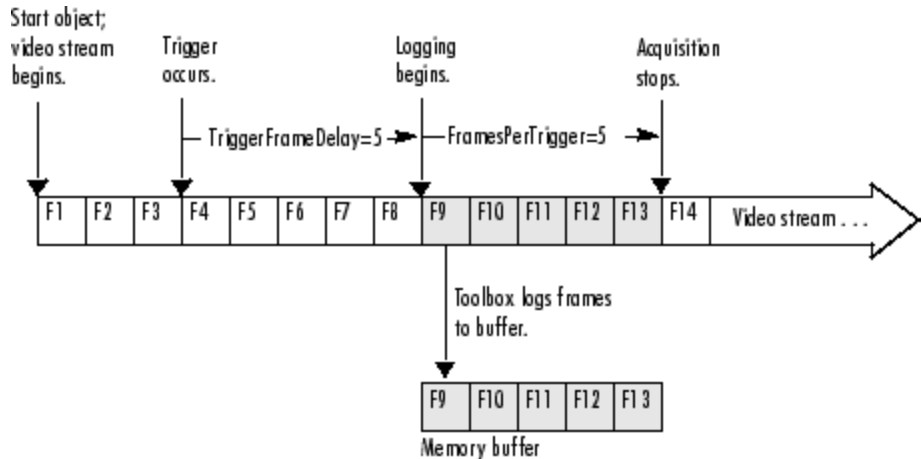 Start object;
video stream
begins.
Trigger
occurs.
Logging
begins.
Acquisition
stops.
TriggerFrameDelay=5
FramesPerTrigger=5
F1 F2 F3 F4 F5 F6 F7 F8 F9 F10 F11 F12 F13 F14 Video stream . . .
Toolbox logs frames
to buffer.
F9 F10 F11 F12 F13
Memory buffer